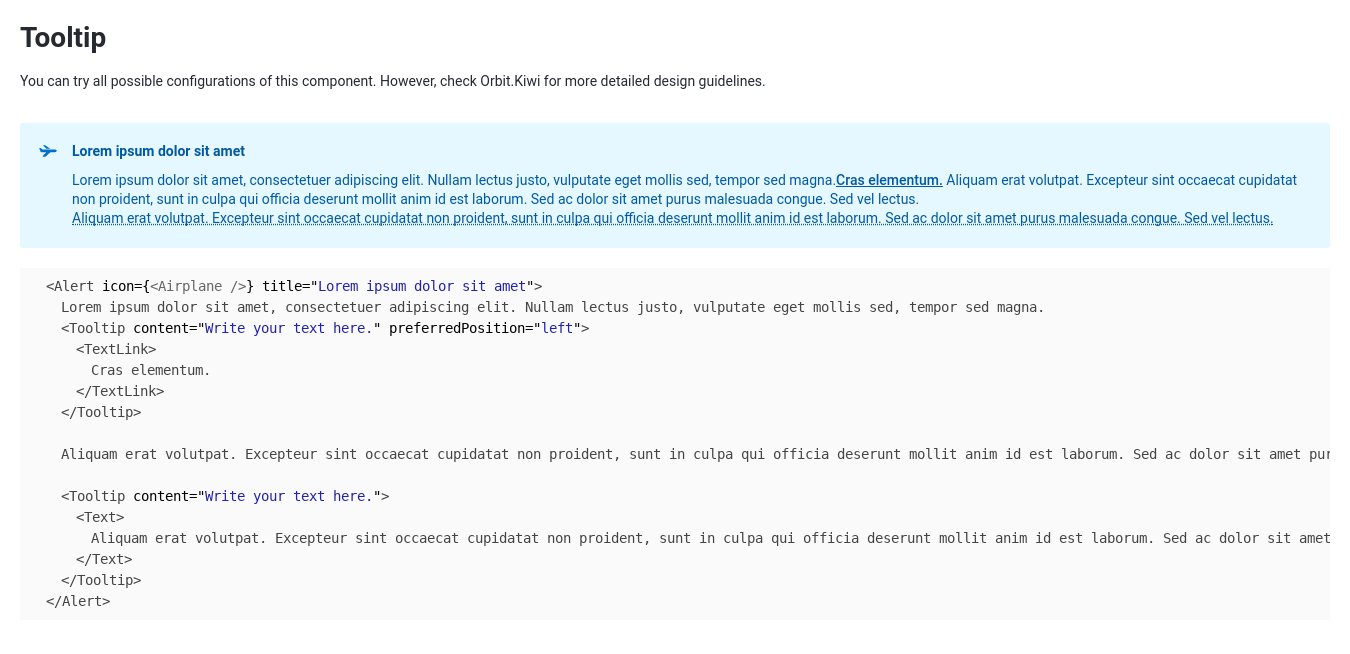 Tooltip
You can try all possible configurations of this component. However, check Orbit.Kiwi for more detailed design guidelines.
Lorem ipsum dolor sit amet
Lorem ipsum dolor sit amet, consectetuer adipiscing elit. Nullam lectus justo, vulputate eget mollis sed, tempor sed magna.Cras elementum. Aliquam erat volutpat. Excepteur sint occaecat cupidatat
non proident, sunt in culpa qui officia deserunt mollit anim id est laborum. Sed ac dolor sit amet purus malesuada congue. Sed vel lectus.
Aliquam erat volutpat. Excepteur sint occaecat cupidatat non proident, sunt in culpa qui officia deserunt mollit anim id est laborum. Sed ac dolor sit amet purus malesuada congue. Sed vel lectus.
<Alert icon={<Airplane />} title="Lorem ipsum dolor sit amet">
Lorem ipsum dolor sit amet, consectetuer adipiscing elit. Nullam lectus justo, vulputate eget mollis sed, tempor sed magna.
<Tooltip content="Write your text here." preferredPosition="left">
<TextLink>
Cras elementum.
</TextLink>
</Tooltip>
Aliquam erat volutpat. Excepteur sint occaecat cupidatat non proident, sunt in culpa qui officia deserunt mollit anim id est laborum. Sed ac dolor sit amet pur
<Tooltip content="Write your text here.">
<Text>
Aliquam erat volutpat. Excepteur sint occaecat cupidatat non proident, sunt in culpa qui officia deserunt mollit anim id est laborum. Sed ac dolor sit amet
</Text>
</Tooltip>
</Alert>